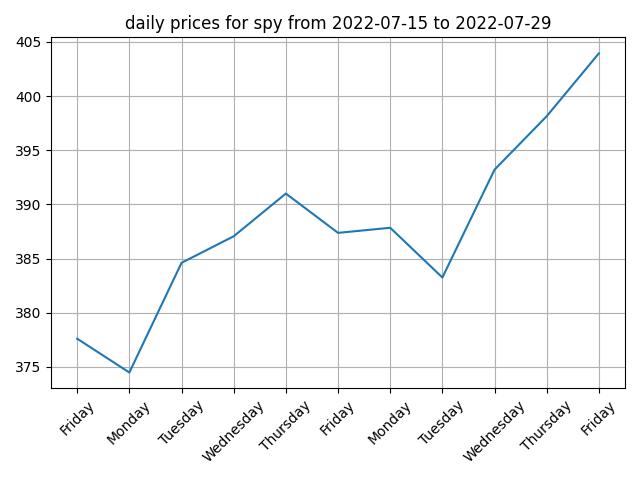 daily prices for spy from 2022-07-15 to 2022-07-29
405
400
395
390
385
380
375
Friday
Monday
Tuesday
Wednesday
Thursday
Friday
Monday
Tuesday
Wednesday
Thursday
Friday